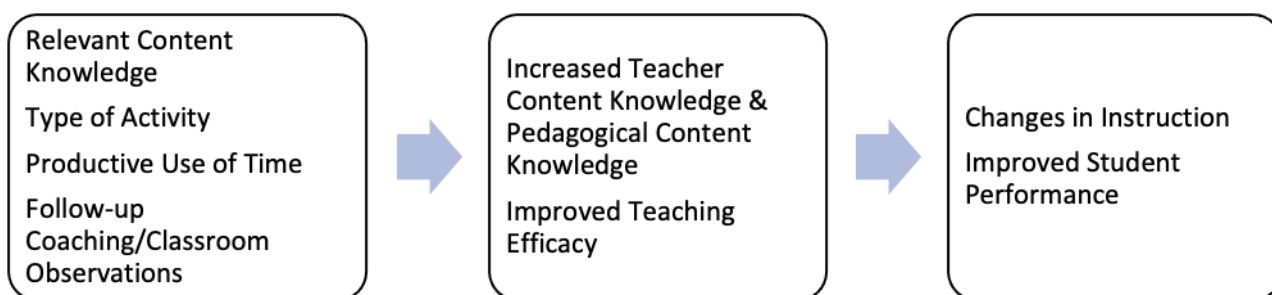 Relevant Content
Knowledge
Type of Activity
Productive Use of Time
Follow-up
Coaching/Classroom
Observations
Increased Teacher
Content Knowledge &
Pedagogical Content
Knowledge
Improved Teaching
Efficacy
Changes in Instruction
Improved Student
Performance